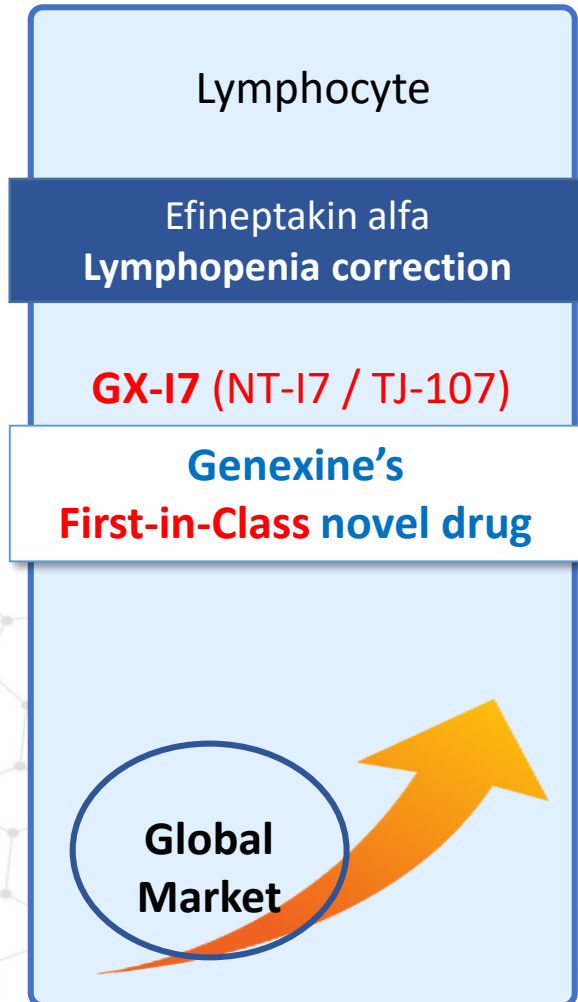 Lymphocyte
Efineptakin alfa
Lymphopenia correction
GX-I7 (NT-I7 / TJ-107)
Genexine’s
First-in-Class novel drug
Global
Market